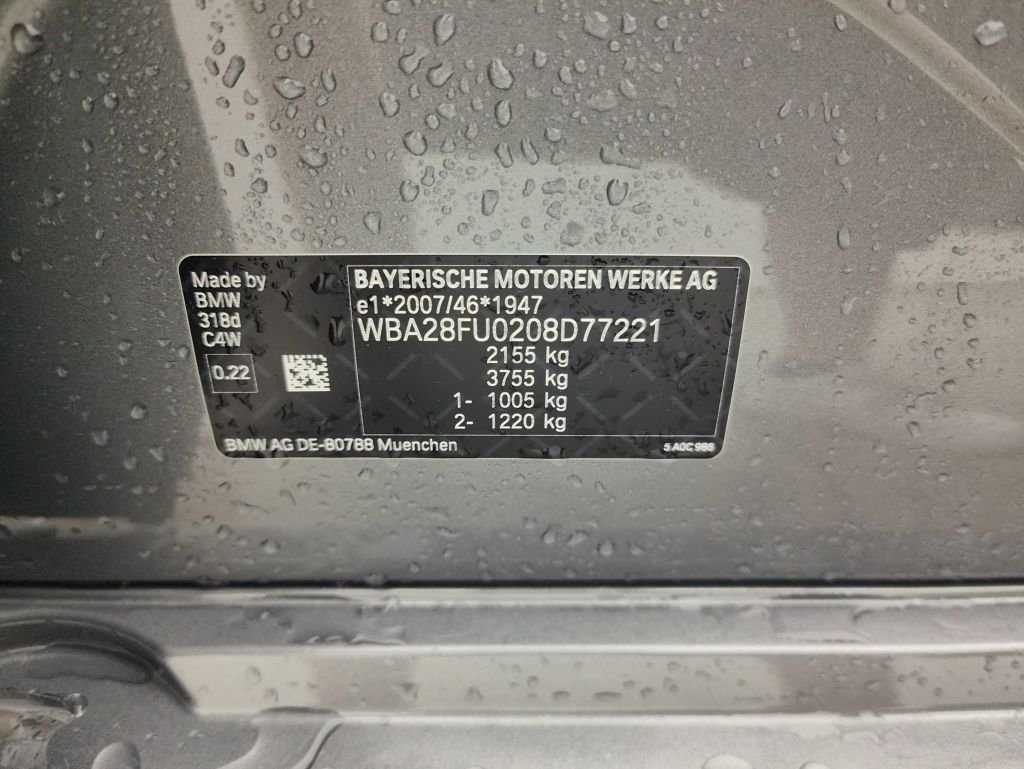 Made by
BMW
318d
C4W
0.22
BAYERISCHE MOTOREN WERKE AG
e1*2007/46*1947
WBA28FU0208D77221
2155 kg
3755 kg
1- 1005 kg
2- 1220 kg
BMW AG DE-80788 Muenchen
5 A0C 986